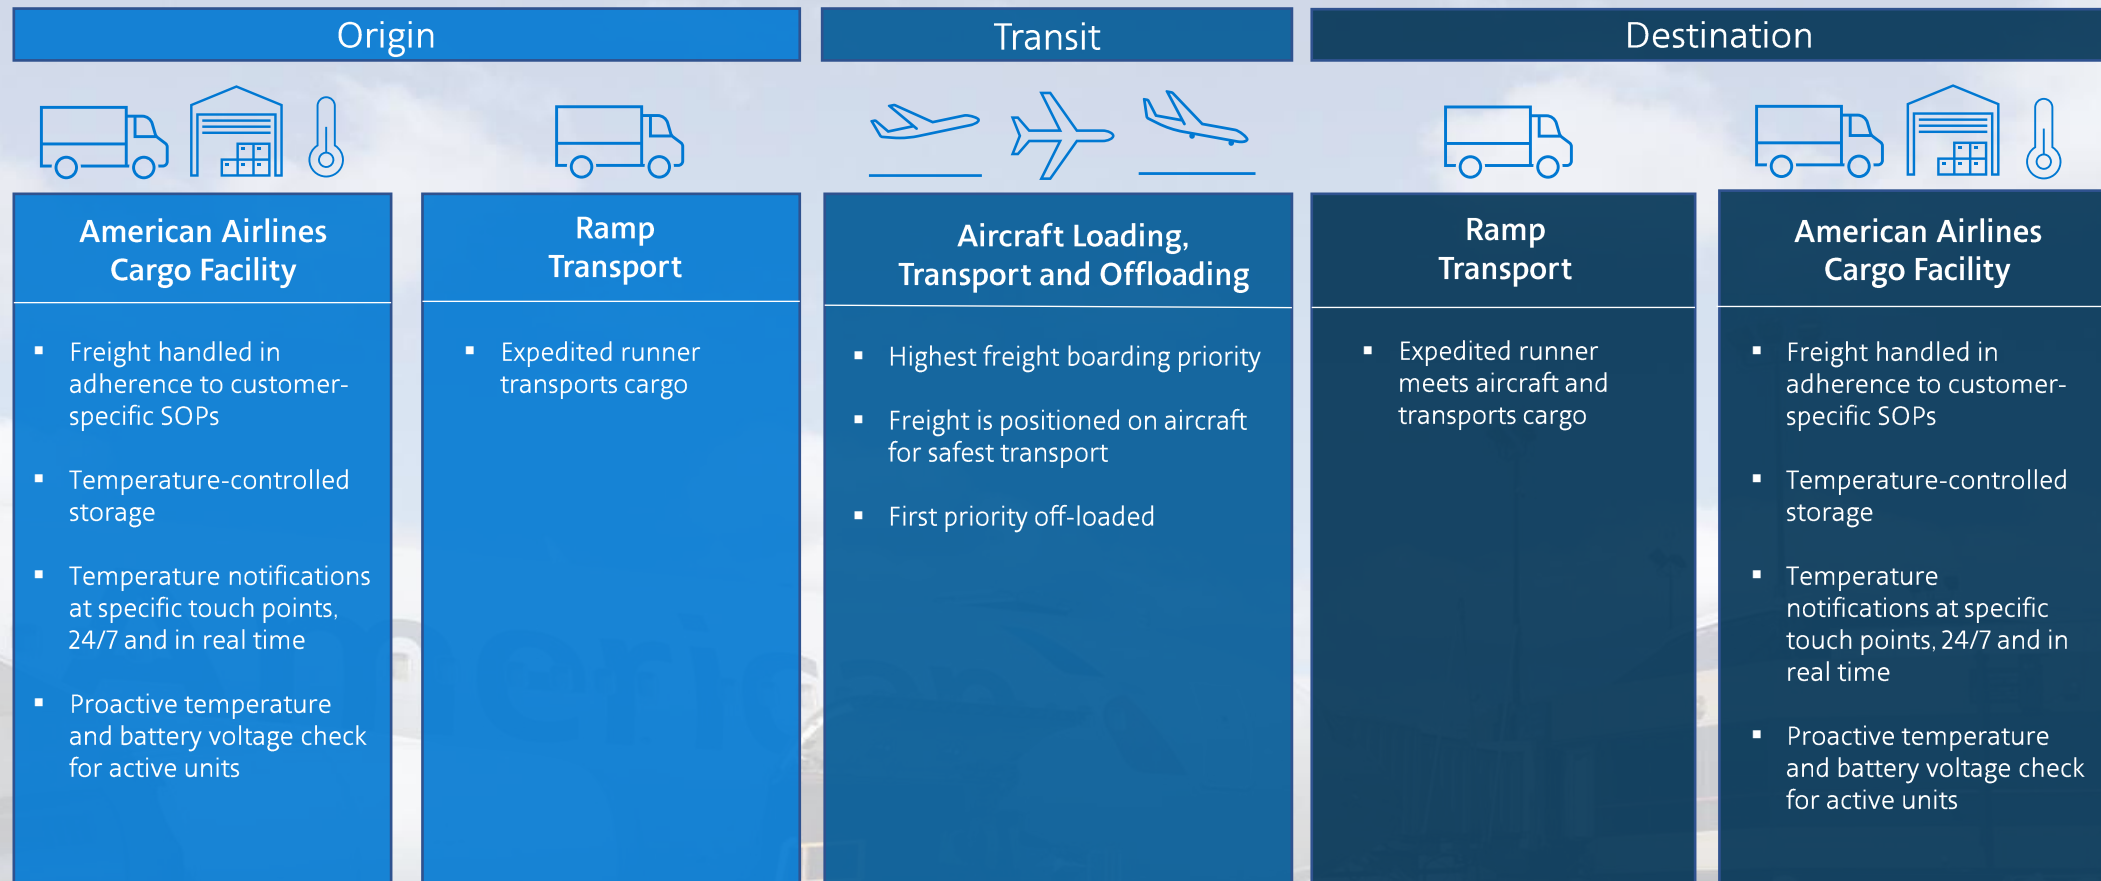 Origin
Transit
Destination
American Airlines
Cargo Facility
▪ Freight handled in
adherence to customer-
specific SOPs
▪ Temperature-controlled
storage
▪ Temperature notifications
at specific touch points,
24/7 and in real time
▪ Proactive temperature
and battery voltage check
for active units
Ramp
Transport
▪ Expedited runner
transports cargo
Aircraft Loading,
Transport and Offloading
▪ Highest freight boarding priority
▪ Freight is positioned on aircraft
for safest transport
▪ First priority off-loaded
Ramp
Transport
▪ Expedited runner
meets aircraft and
transports cargo
American Airlines
Cargo Facility
▪ Freight handled in
adherence to customer-
specific SOPs
▪ Temperature-controlled
storage
▪ Temperature
notifications at specific
touch points, 24/7 and in
real time
▪ Proactive temperature
and battery voltage check
for active units
American